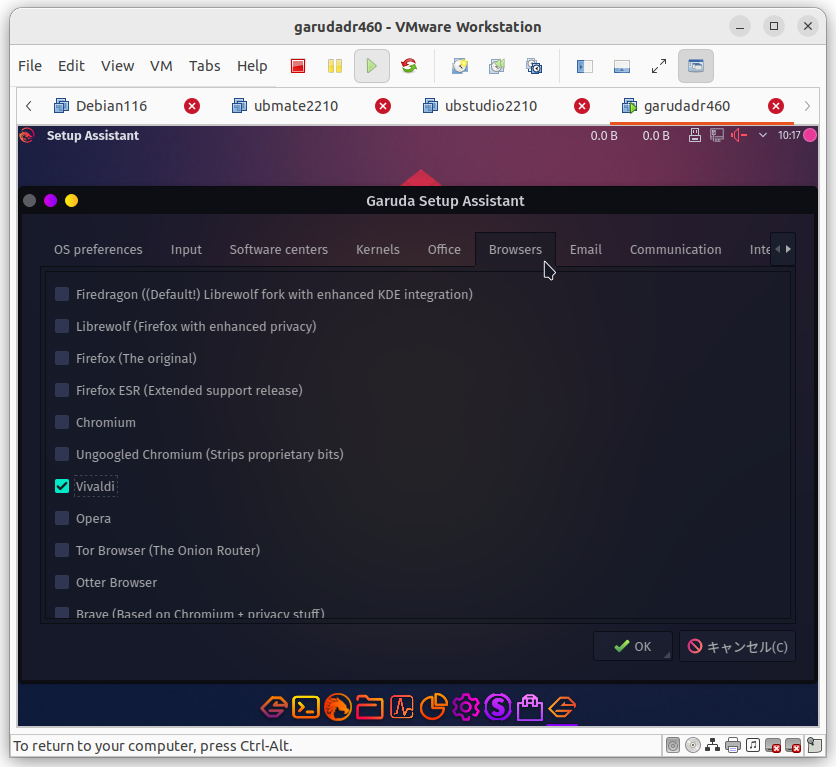 garudadr460 - VMware Workstation
File Edit View VM Tabs Help
Debian116 ubmate2210 ubstudio2210 garudadr460
Setup Assistant 0.0 B 0.0 B 10:17
Garuda Setup Assistant
OS preferences Input Software centers Kernels Office Browsers Email Communication Inte
Firedragon ((Default!) Librewolf fork with enhanced KDE integration)
Librewolf (Firefox with enhanced privacy)
Firefox (The original)
Firefox ESR (Extended support release)
Chromium
Ungoogled Chromium (Strips proprietary bits)
Vivaldi
Opera
Tor Browser (The Onion Router)
Otter Browser
Brave (Based on Chromium + privacy stuff)
OK キャンセル(C)
To return to your computer, press Ctrl-Alt.